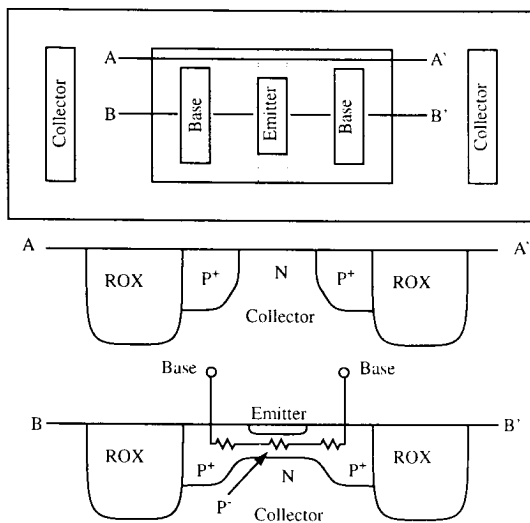 A A'
Collector Base Emitter Base Collector
B B'
A A'
ROX P+ N P+ ROX
Collector
Base Base
Emitter
B B'
ROX P+ N P+ ROX
P-
Collector